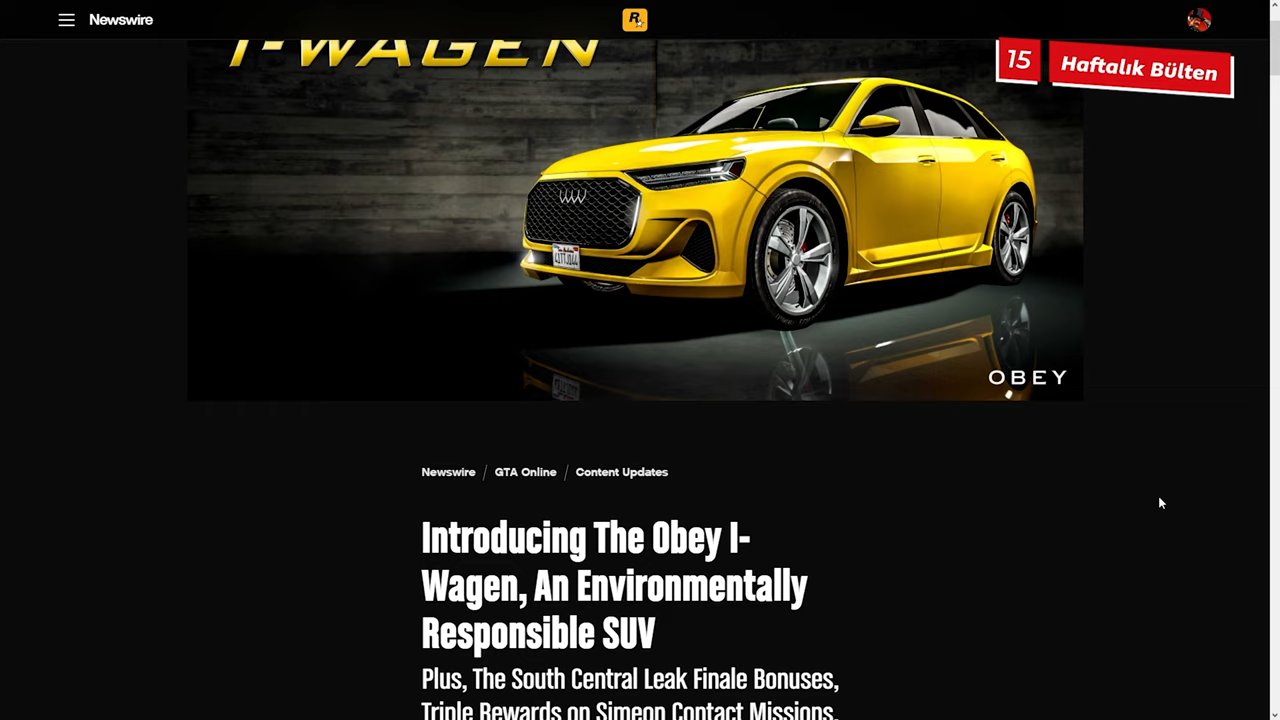 Newswire
I-WAGEN
15 Haftalık Bülten
OBEY
Newswire / GTA Online / Content Updates
Introducing The Obey I-
Wagen, An Environmentally
Responsible SUV
Plus, The South Central Leak Finale Bonuses,
Triple Rewards on Simeon Contact Missions,